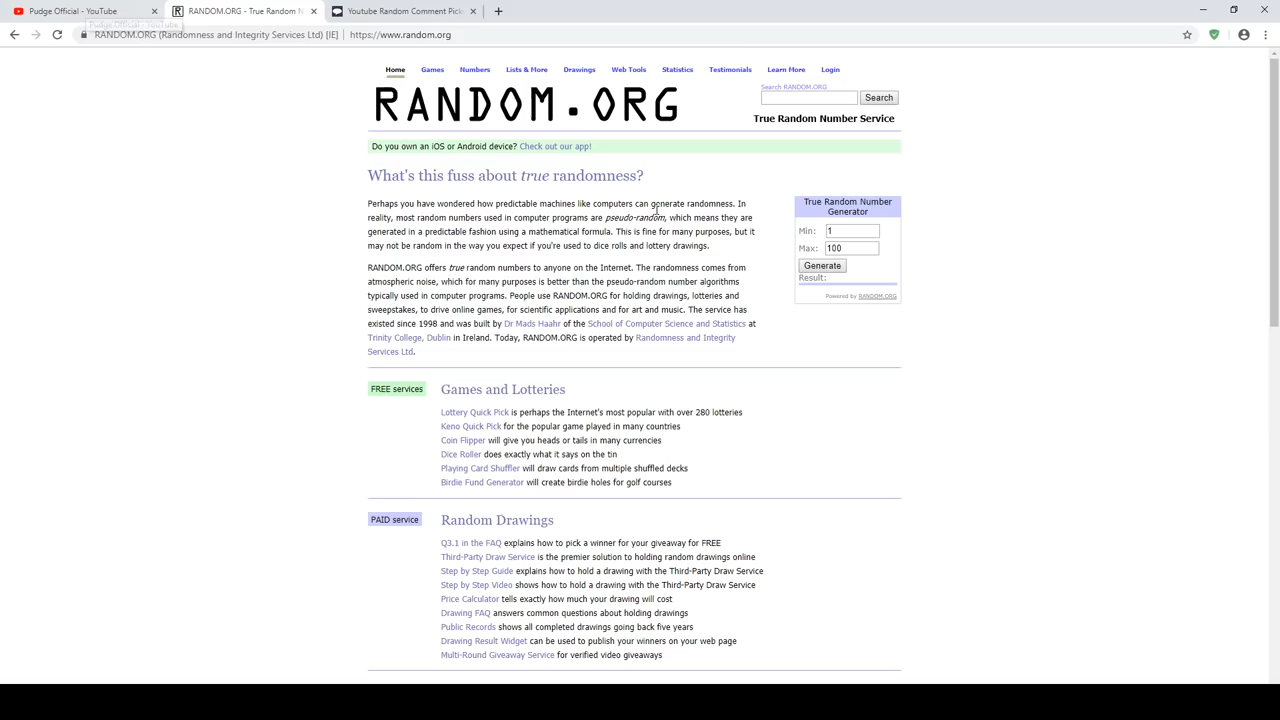 Pudge Official - YouTube
RANDOM.ORG - True Random N
Youtube Random Comment Pick
Pudge Official - YouTube
RANDOM.ORG (Randomness and Integrity Services Ltd) [IE] https://www.random.org
Home Games Numbers Lists & More Drawings Web Tools Statistics Testimonials Learn More Login
RANDOM.ORG
Search RANDOM.ORG
Search
True Random Number Service
Do you own an iOS or Android device? Check out our app!
What's this fuss about true randomness?
Perhaps you have wondered how predictable machines like computers can generate randomness. In
reality, most random numbers used in computer programs are pseudo-random, which means they are
generated in a predictable fashion using a mathematical formula. This is fine for many purposes, but it
may not be random in the way you expect if you're used to dice rolls and lottery drawings.
RANDOM.ORG offers true random numbers to anyone on the Internet. The randomness comes from
atmospheric noise, which for many purposes is better than the pseudo-random number algorithms
typically used in computer programs. People use RANDOM.ORG for holding drawings, lotteries and
sweepstakes, to drive online games, for scientific applications and for art and music. The service has
existed since 1998 and was built by Dr Mads Haahr of the School of Computer Science and Statistics at
Trinity College, Dublin in Ireland. Today, RANDOM.ORG is operated by Randomness and Integrity
Services Ltd.
True Random Number
Generator
Min: 1
Max: 100
Generate
Result:
Powered by RANDOM.ORG
FREE services
Games and Lotteries
Lottery Quick Pick is perhaps the Internet's most popular with over 280 lotteries
Keno Quick Pick for the popular game played in many countries
Coin Flipper will give you heads or tails in many currencies
Dice Roller does exactly what it says on the tin
Playing Card Shuffler will draw cards from multiple shuffled decks
Birdie Fund Generator will create birdie holes for golf courses
PAID service
Random Drawings
Q3.1 in the FAQ explains how to pick a winner for your giveaway for FREE
Third-Party Draw Service is the premier solution to holding random drawings online
Step by Step Guide explains how to hold a drawing with the Third-Party Draw Service
Step by Step Video shows how to hold a drawing with the Third-Party Draw Service
Price Calculator tells exactly how much your drawing will cost
Drawing FAQ answers common questions about holding drawings
Public Records shows all completed drawings going back five years
Drawing Result Widget can be used to publish your winners on your web page
Multi-Round Giveaway Service for verified video giveaways